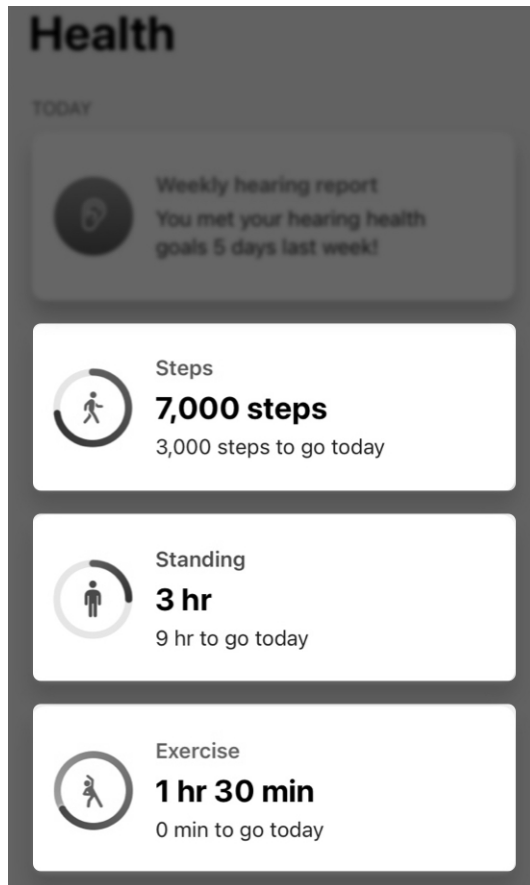 Health
TODAY
Weekly hearing report
You met your hearing health
goals 5 days last week!
Steps
7,000 steps
3,000 steps to go today
Standing
3 hr
9 hr to go today
Exercise
1 hr 30 min
0 min to go today